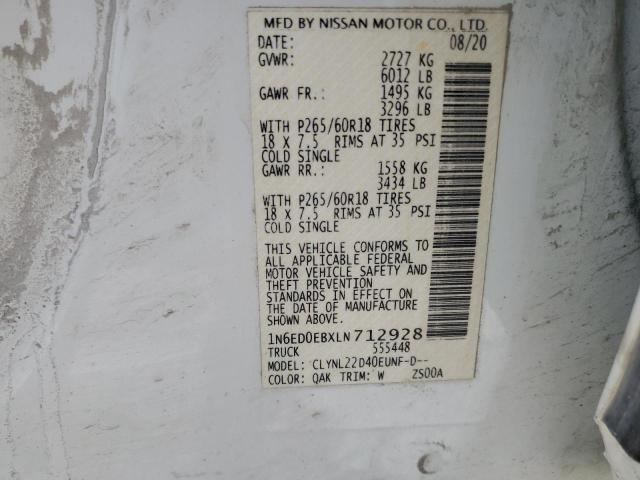 MFD BY NISSAN MOTOR CO., LTD.
DATE: 08/20
GVWR: 2727 KG
6012 LB
GAWR FR.: 1495 KG
3296 LB
WITH P265/60R18 TIRES
18 X 7.5 RIMS AT 35 PSI
COLD SINGLE
GAWR RR.: 1558 KG
3434 LB
WITH P265/60R18 TIRES
18 X 7.5 RIMS AT 35 PSI
COLD SINGLE
THIS VEHICLE CONFORMS TO
ALL APPLICABLE FEDERAL
MOTOR VEHICLE SAFETY AND
THEFT PREVENTION
STANDARDS IN EFFECT ON
THE DATE OF MANUFACTURE
SHOWN ABOVE.
1N6ED0EBXLN712928
TRUCK 555448
MODEL: CLYNL22D40EUNF-D--
COLOR: QAK TRIM: W ZS00A